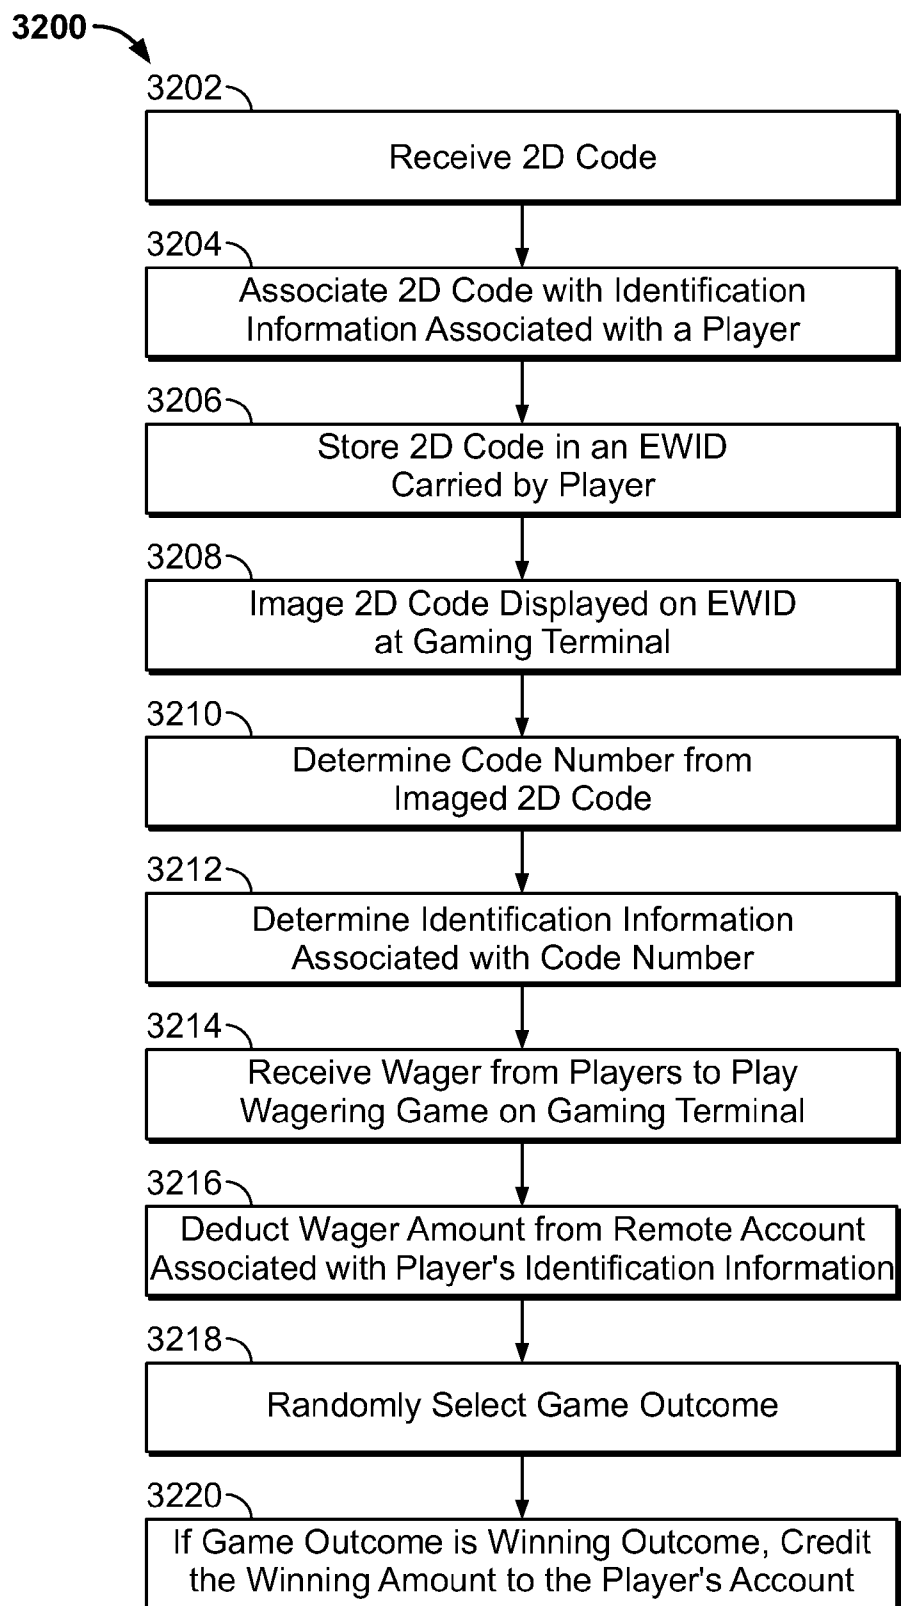 3200
3202
Receive 2D Code
3204
Associate 2D Code with Identification
Information Associated with a Player
3206
Store 2D Code in an EWID
Carried by Player
3208
Image 2D Code Displayed on EWID
at Gaming Terminal
3210
Determine Code Number from
Imaged 2D Code
3212
Determine Identification Information
Associated with Code Number
3214
Receive Wager from Players to Play
Wagering Game on Gaming Terminal
3216
Deduct Wager Amount from Remote Account
Associated with Player's Identification Information
3218
Randomly Select Game Outcome
3220
If Game Outcome is Winning Outcome, Credit
the Winning Amount to the Player's Account